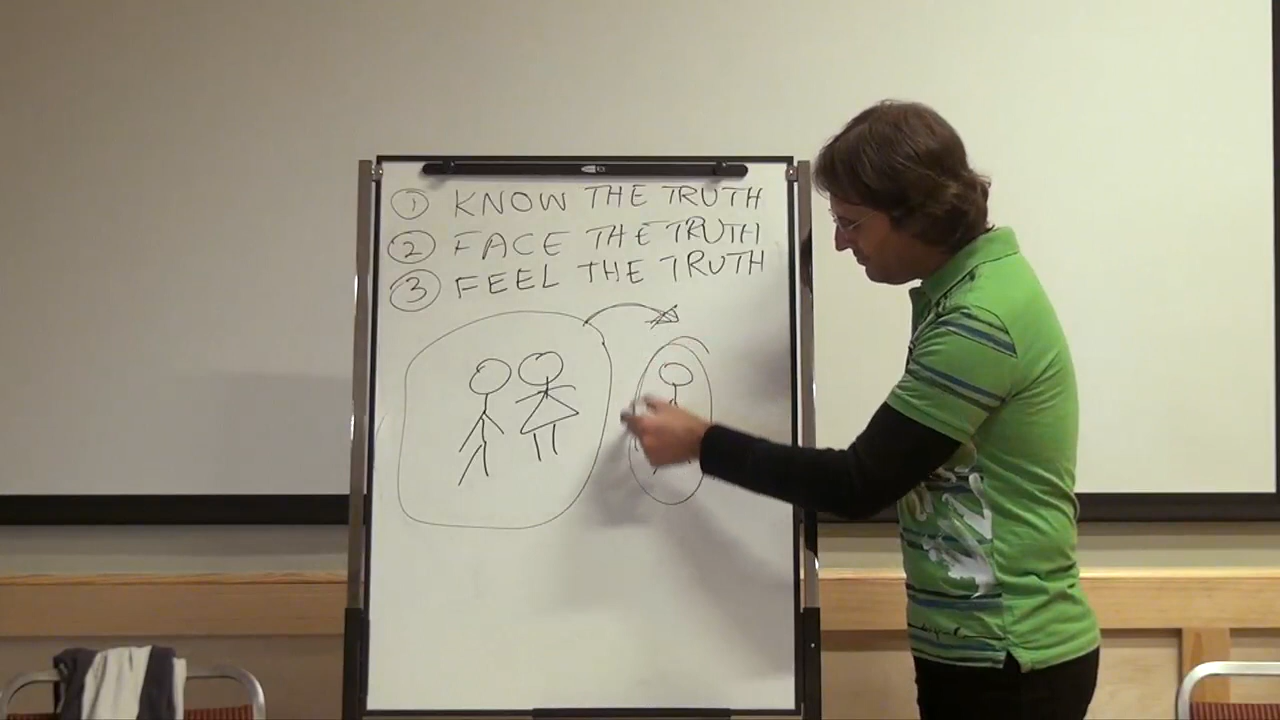 ① KNOW THE TRUTH
② FACE THE TRUTH
③ FEEL THE TRUTH